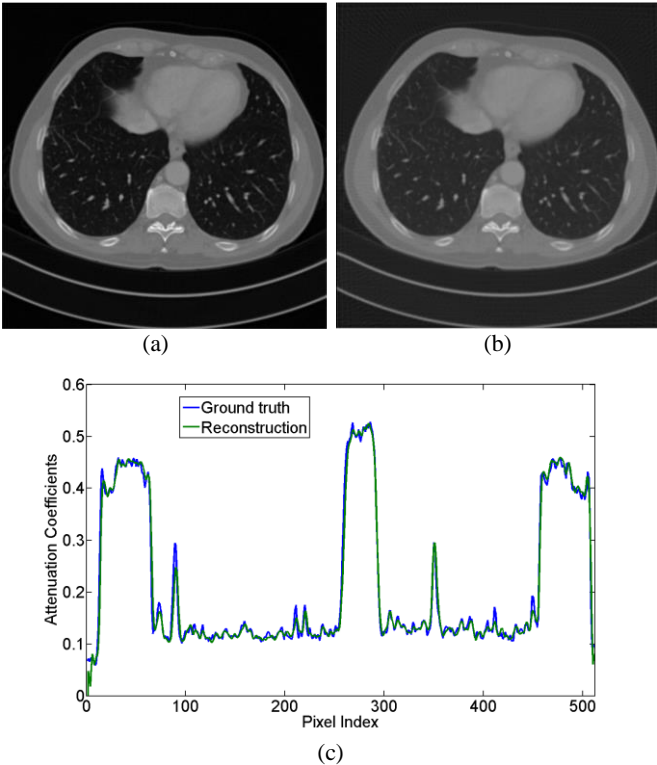 (a)
(b)
0.6
0.5
0.4
0.3
0.2
0.1
0
Attenuation Coefficients
Ground truth
Reconstruction
0
100
200
300
400
500
Pixel Index
(c)